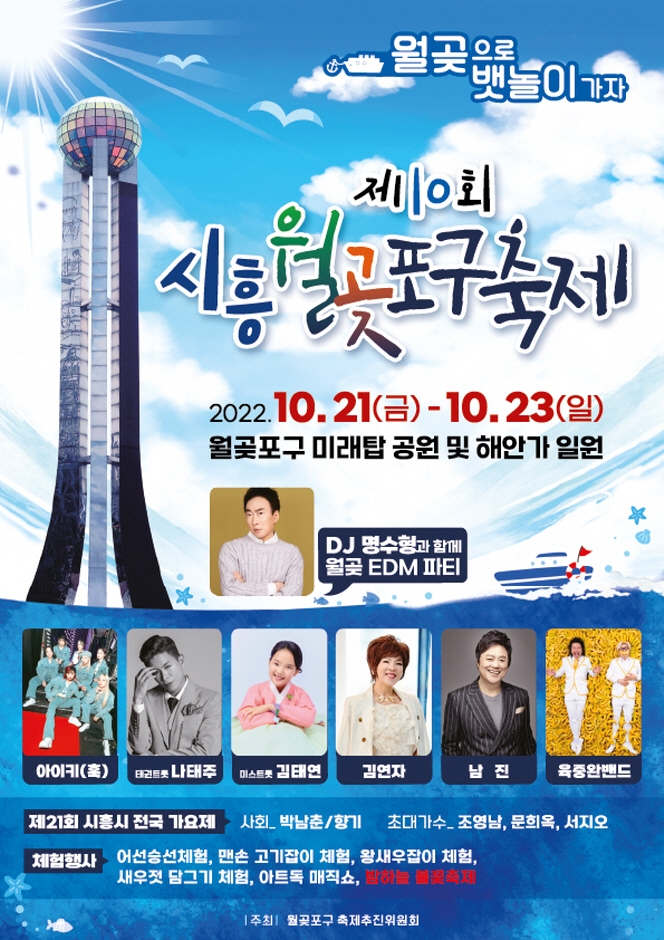 월곶으로
뱃놀이가자
제10회
시흥월곶포구축제
2022. 10. 21(금) - 10. 23(일)
월곶포구 미래탑 공원 및 해안가 일원
DJ 명수형과 함께
월곶 EDM 파티
아이키(훅)
태권트롯 나태주
미스트롯 김태연
김연자
남 진
육중완밴드
제21회 시흥시 전국 가요제 사회_ 박남춘/향기 초대가수_ 조영남, 문희옥, 서지오
체험행사 어선승선체험, 맨손 고기잡이 체험, 왕새우잡이 체험,
새우젓 담그기 체험, 아트독 매직쇼, 밤하늘 불꽃축제
|주최| 월곶포구 축제추진위원회